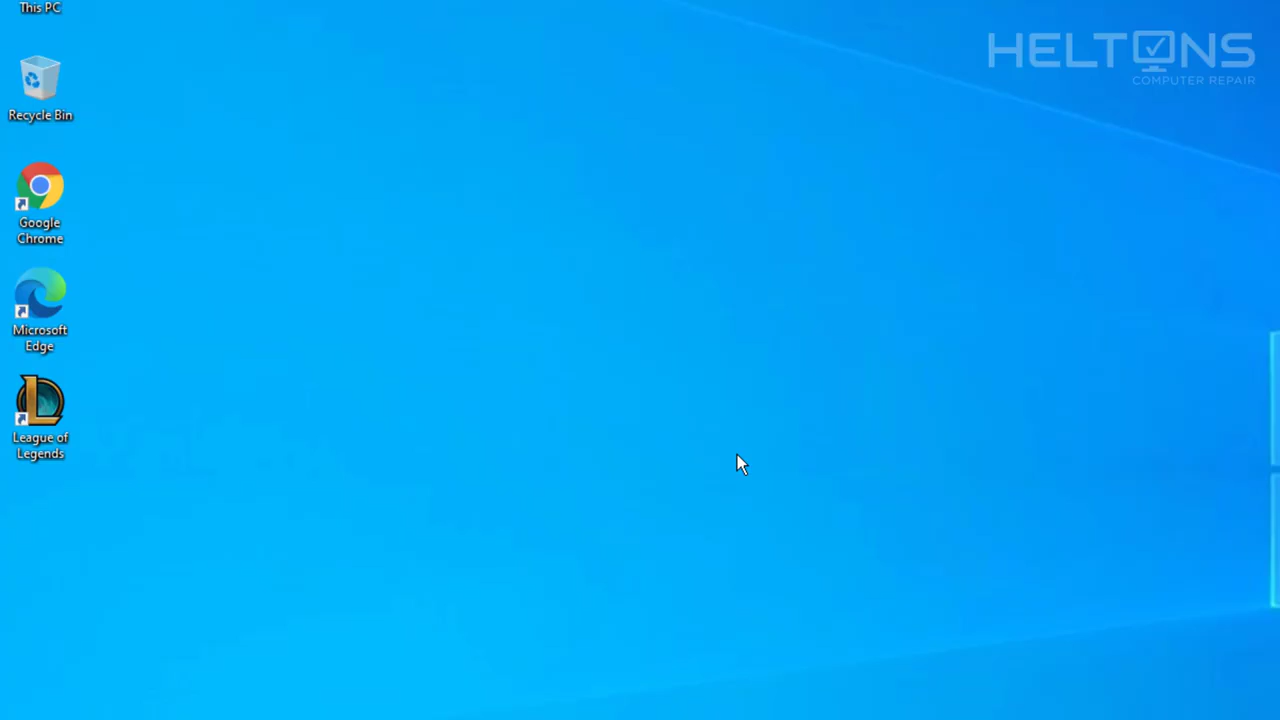 This PC
HELTONS
COMPUTER REPAIR
Recycle Bin
Google
Chrome
Microsoft
Edge
League of
Legends